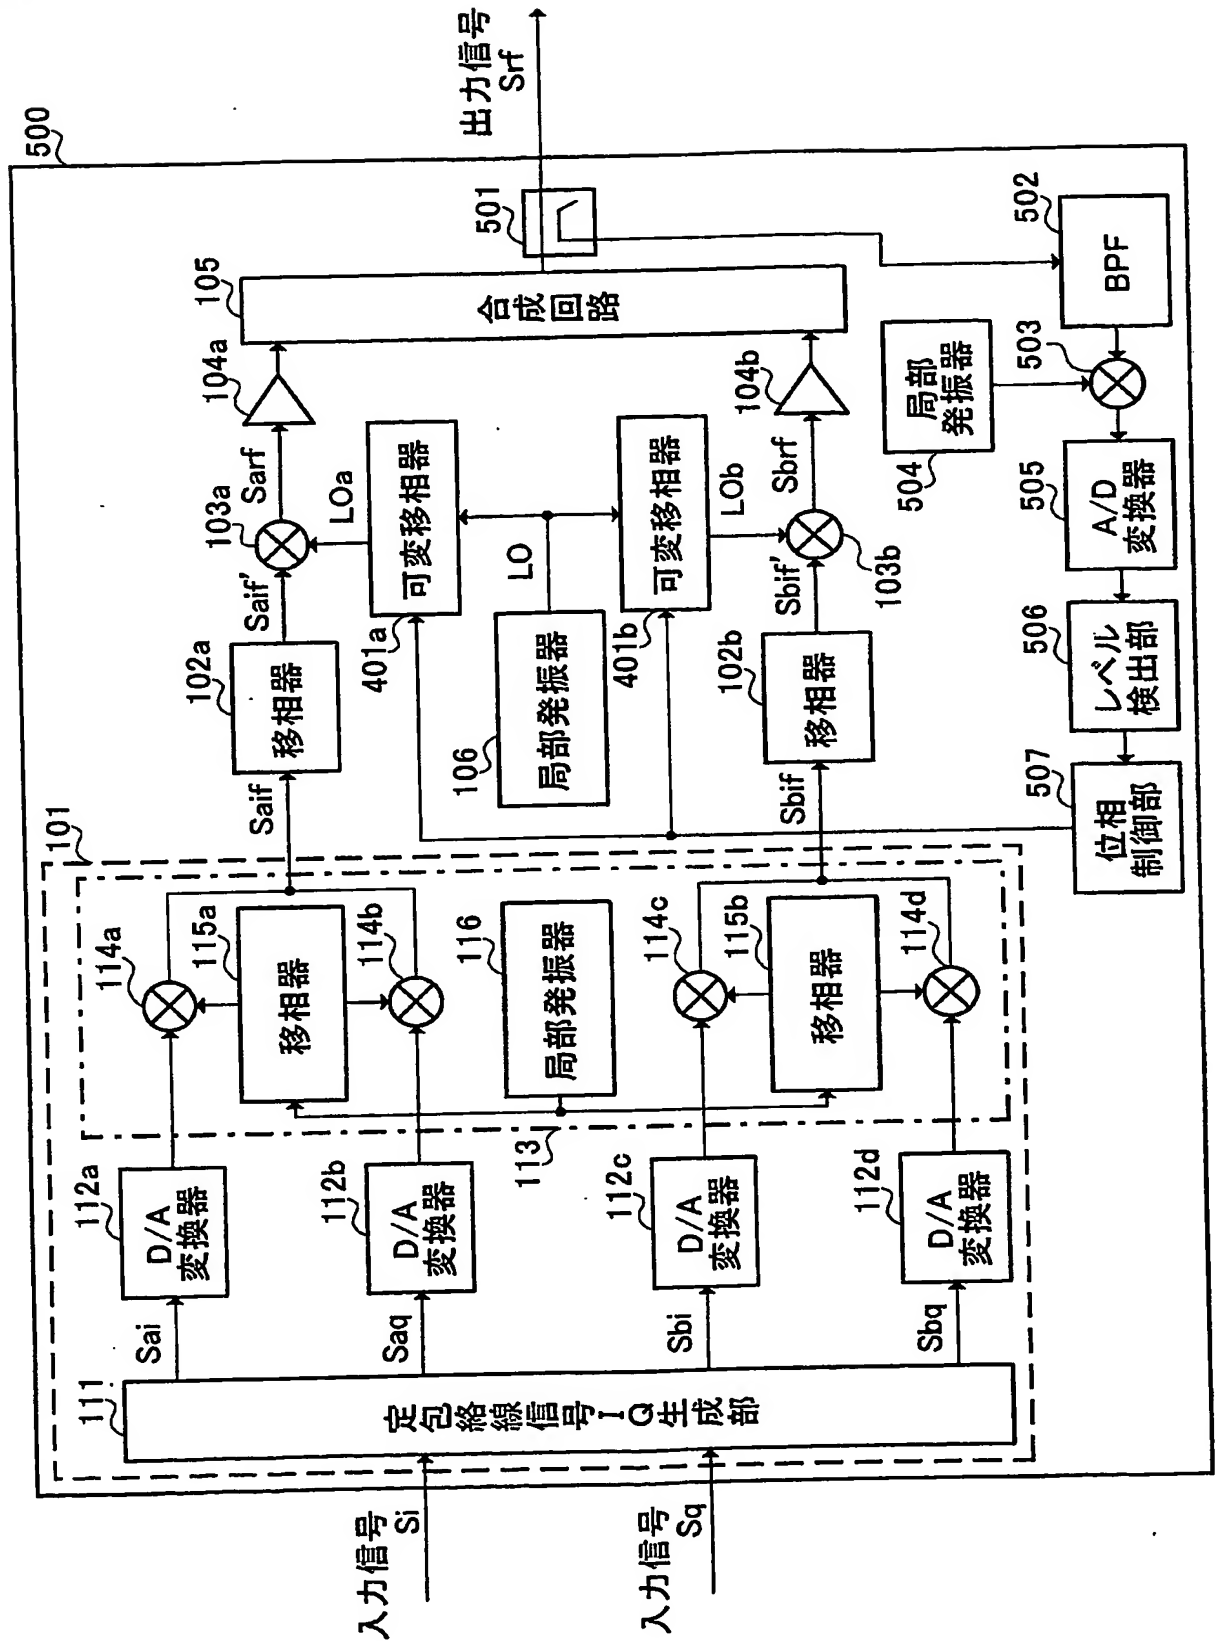 500
入力信号
Si
入力信号
Sq
111
定包絡線信号IQ生成部
Sai
Saq
Sbi
Sbq
112a
D/A
変換器
112b
D/A
変換器
112c
D/A
変換器
112d
D/A
変換器
101
113
114a
115a
移相器
114b
116
局部発振器
114c
115b
移相器
114d
Saif
102a
移相器
Saif'
103a
Sarf
104a
LOa
401a
可変移相器
LO
106
局部発振器
401b
可変移相器
LOb
Sbif
102b
移相器
Sbif'
103b
Sbrf
104b
105
合成回路
501
出力信号
Srf
502
BPF
503
504
局部
発振器
505
A/D
変換器
506
レベル
検出部
507
位相
制御部